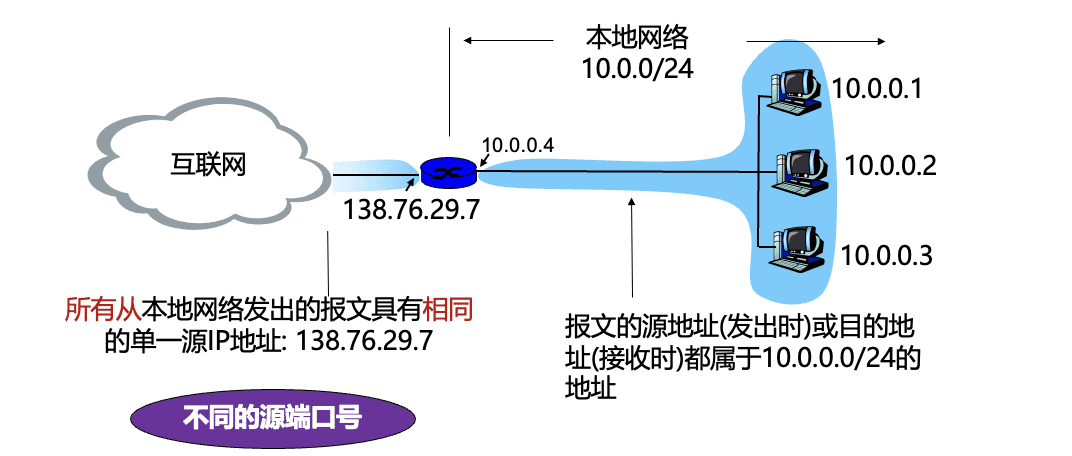 本地网络
10.0.0/24
10.0.0.1
互联网
10.0.0.4
10.0.0.2
138.76.29.7
10.0.0.3
所有从本地网络发出的报文具有相同
的单一源IP地址: 138.76.29.7
报文的源地址(发出时)或目的地
址(接收时)都属于10.0.0.0/24的
地址
不同的源端口号